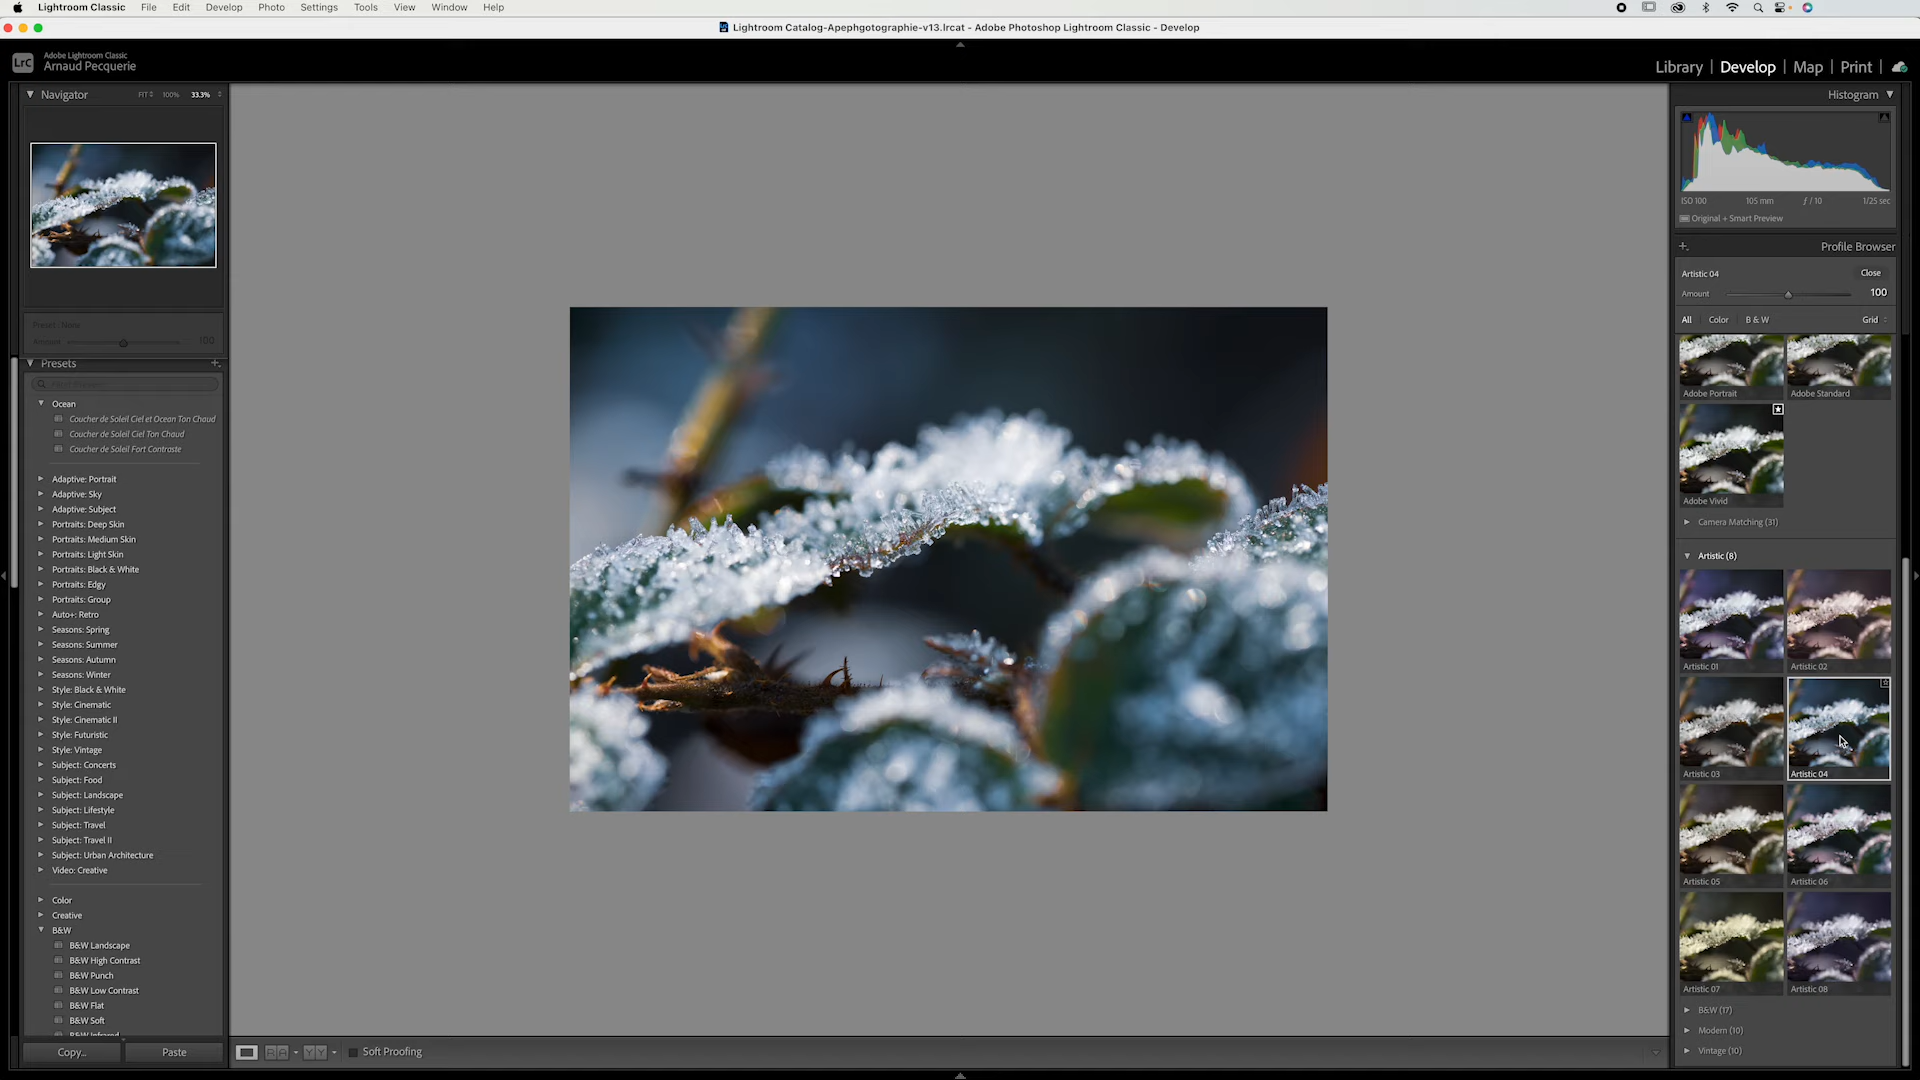 Lightroom Classic File Edit Develop Photo Settings Tools View Window Help
Lightroom Catalog-Apephgotographie-v13.lrcat - Adobe Photoshop Lightroom Classic - Develop
LrC
Adobe Lightroom Classic
Arnaud Pecquerie
Library | Develop | Map | Print |
Navigator FIT 100% 33.3%
Preset : None
Amount 100
Presets
Ocean
Coucher de Soleil Ciel et Ocean Ton Chaud
Coucher de Soleil Ciel Ton Chaud
Coucher de Soleil Fort Contraste
Adaptive: Portrait
Adaptive: Sky
Adaptive: Subject
Portraits: Deep Skin
Portraits: Medium Skin
Portraits: Light Skin
Portraits: Black & White
Portraits: Edgy
Portraits: Group
Auto+: Retro
Seasons: Spring
Seasons: Summer
Seasons: Autumn
Seasons: Winter
Style: Black & White
Style: Cinematic
Style: Cinematic II
Style: Futuristic
Style: Vintage
Subject: Concerts
Subject: Food
Subject: Landscape
Subject: Lifestyle
Subject: Travel
Subject: Travel II
Subject: Urban Architecture
Video: Creative
Color
Creative
B&W
B&W Landscape
B&W High Contrast
B&W Punch
B&W Low Contrast
B&W Flat
B&W Soft
B&W Infrared
Copy... Paste
Soft Proofing
Histogram
ISO 100 105 mm ƒ / 10 1/25 sec
Original + Smart Preview
Profile Browser
Artistic 04 Close
Amount 100
All Color B & W Grid
Adobe Portrait Adobe Standard
Adobe Vivid
Camera Matching (31)
Artistic (8)
Artistic 01 Artistic 02
Artistic 03 Artistic 04
Artistic 05 Artistic 06
Artistic 07 Artistic 08
B&W (17)
Modern (10)
Vintage (10)